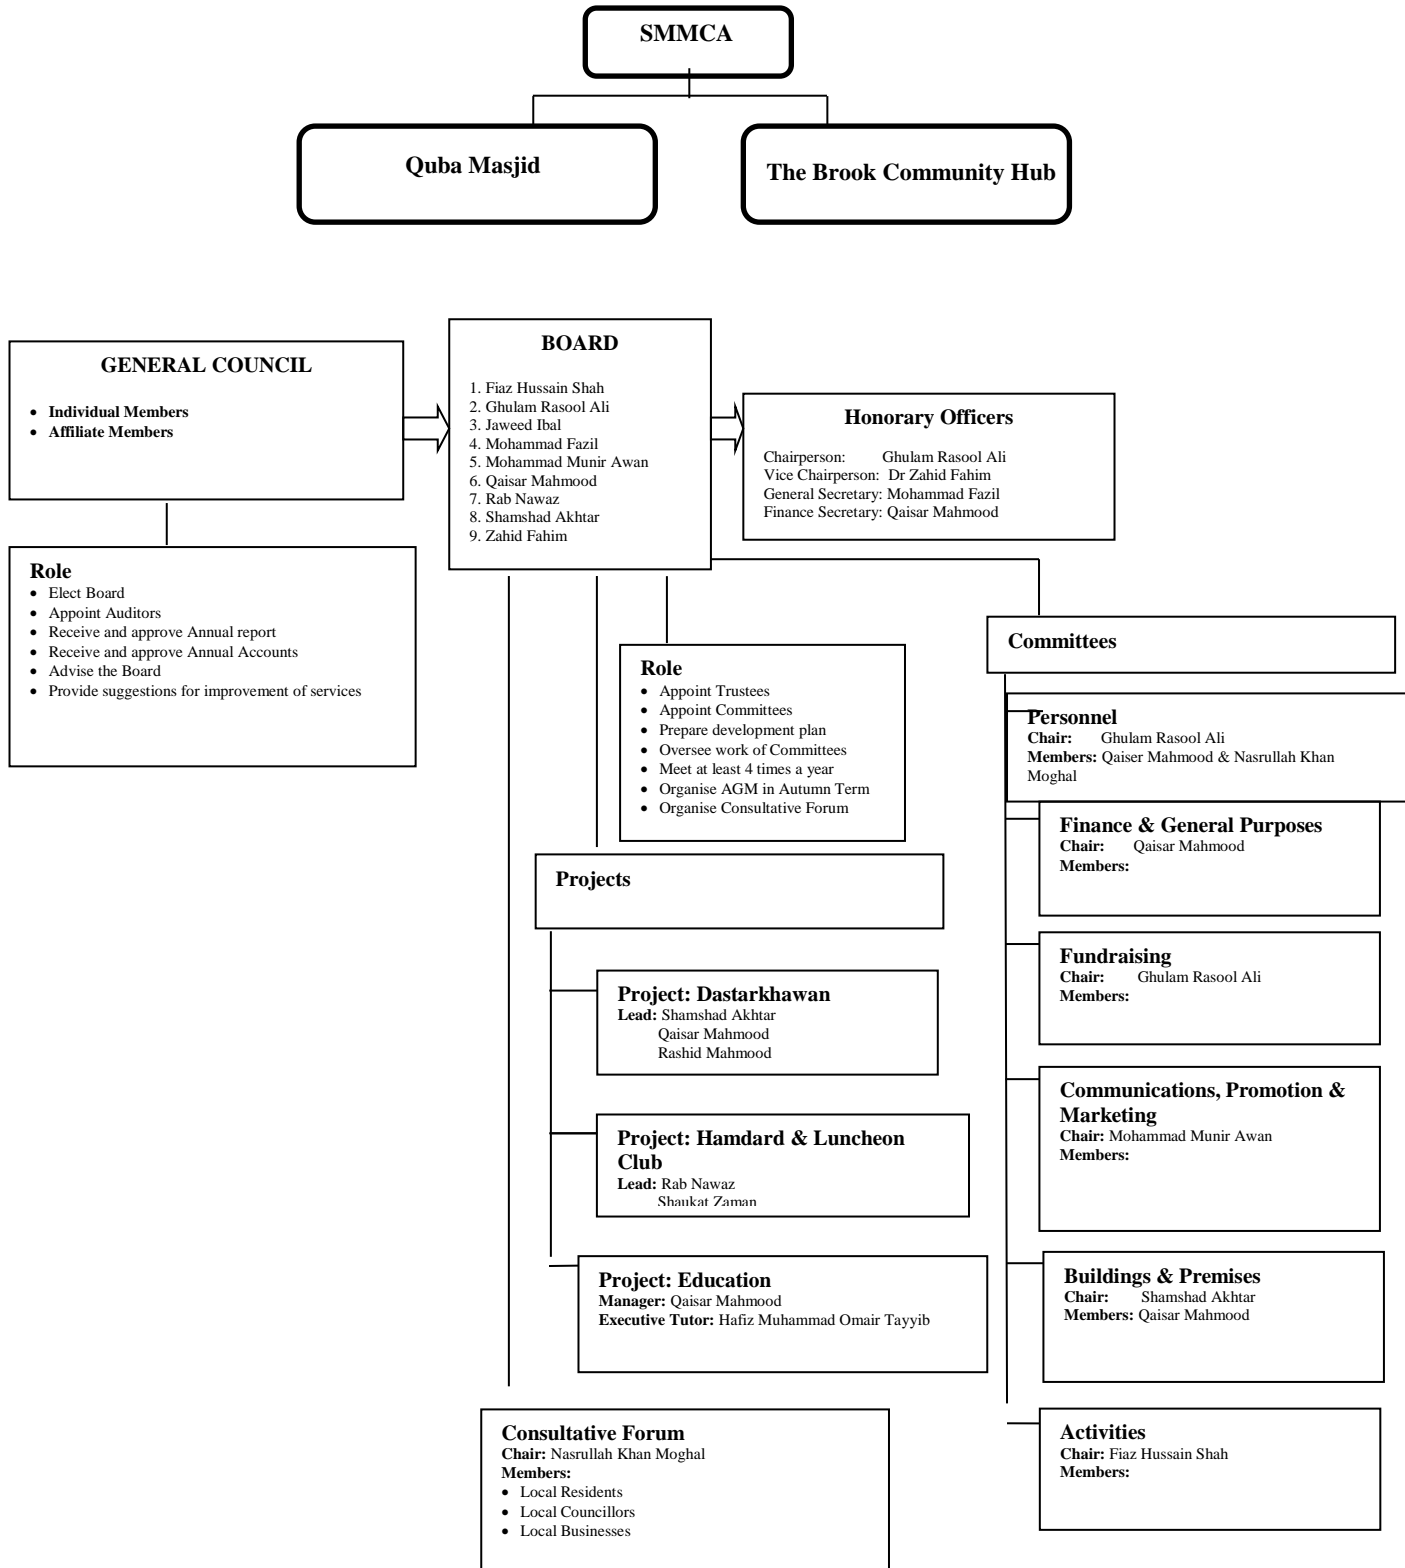 SMMCA
Quba Masjid
The Brook Community Hub
GENERAL COUNCIL
• Individual Members
• Affiliate Members
Role
• Elect Board
• Appoint Auditors
• Receive and approve Annual report
• Receive and approve Annual Accounts
• Advise the Board
• Provide suggestions for improvement of services
BOARD
1. Fiaz Hussain Shah
2. Ghulam Rasool Ali
3. Jaweed Ibal
4. Mohammad Fazil
5. Mohammad Munir Awan
6. Qaisar Mahmood
7. Rab Nawaz
8. Shamshad Akhtar
9. Zahid Fahim
Honorary Officers
Chairperson: Ghulam Rasool Ali
Vice Chairperson: Dr Zahid Fahim
General Secretary: Mohammad Fazil
Finance Secretary: Qaisar Mahmood
Role
• Appoint Trustees
• Appoint Committees
• Prepare development plan
• Oversee work of Committees
• Meet at least 4 times a year
• Organise AGM in Autumn Term
• Organise Consultative Forum
Projects
Project: Dastarkhawan
Lead: Shamshad Akhtar
Qaisar Mahmood
Rashid Mahmood
Project: Hamdard & Luncheon
Club
Lead: Rab Nawaz
Shaukat Zaman
Project: Education
Manager: Qaisar Mahmood
Executive Tutor: Hafiz Muhammad Omair Tayyib
Consultative Forum
Chair: Nasrullah Khan Moghal
Members:
• Local Residents
• Local Councillors
• Local Businesses
Committees
Personnel
Chair: Ghulam Rasool Ali
Members: Qaiser Mahmood & Nasrullah Khan
Moghal
Finance & General Purposes
Chair: Qaisar Mahmood
Members:
Fundraising
Chair: Ghulam Rasool Ali
Members:
Communications, Promotion &
Marketing
Chair: Mohammad Munir Awan
Members:
Buildings & Premises
Chair: Shamshad Akhtar
Members: Qaisar Mahmood
Activities
Chair: Fiaz Hussain Shah
Members: